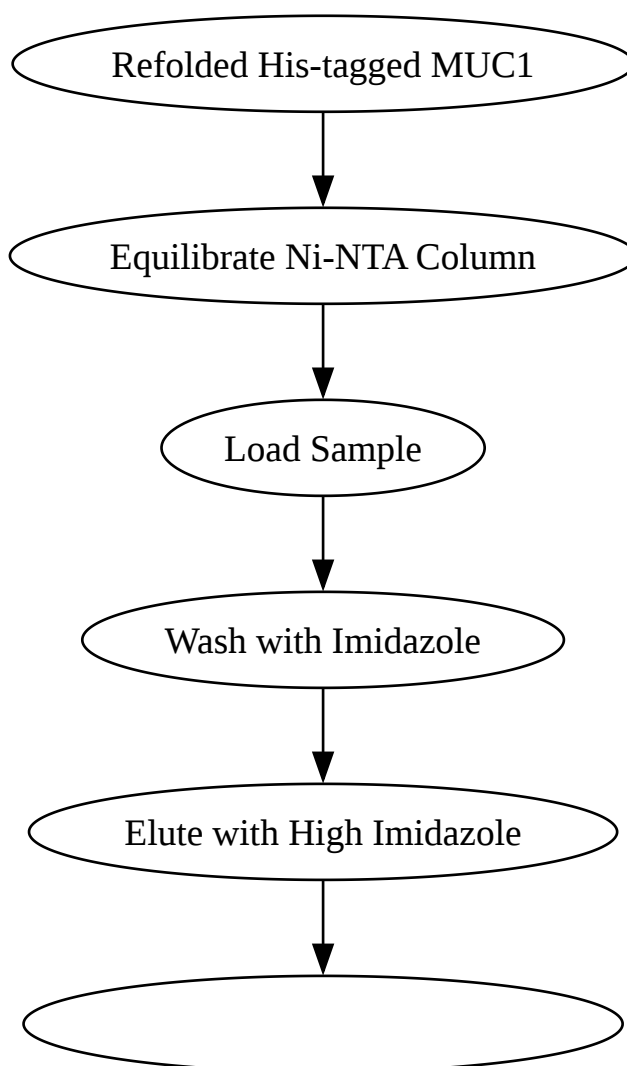 Refolded His-tagged MUC1
Equilibrate Ni-NTA Column
Load Sample
Wash with Imidazole
Elute with High Imidazole